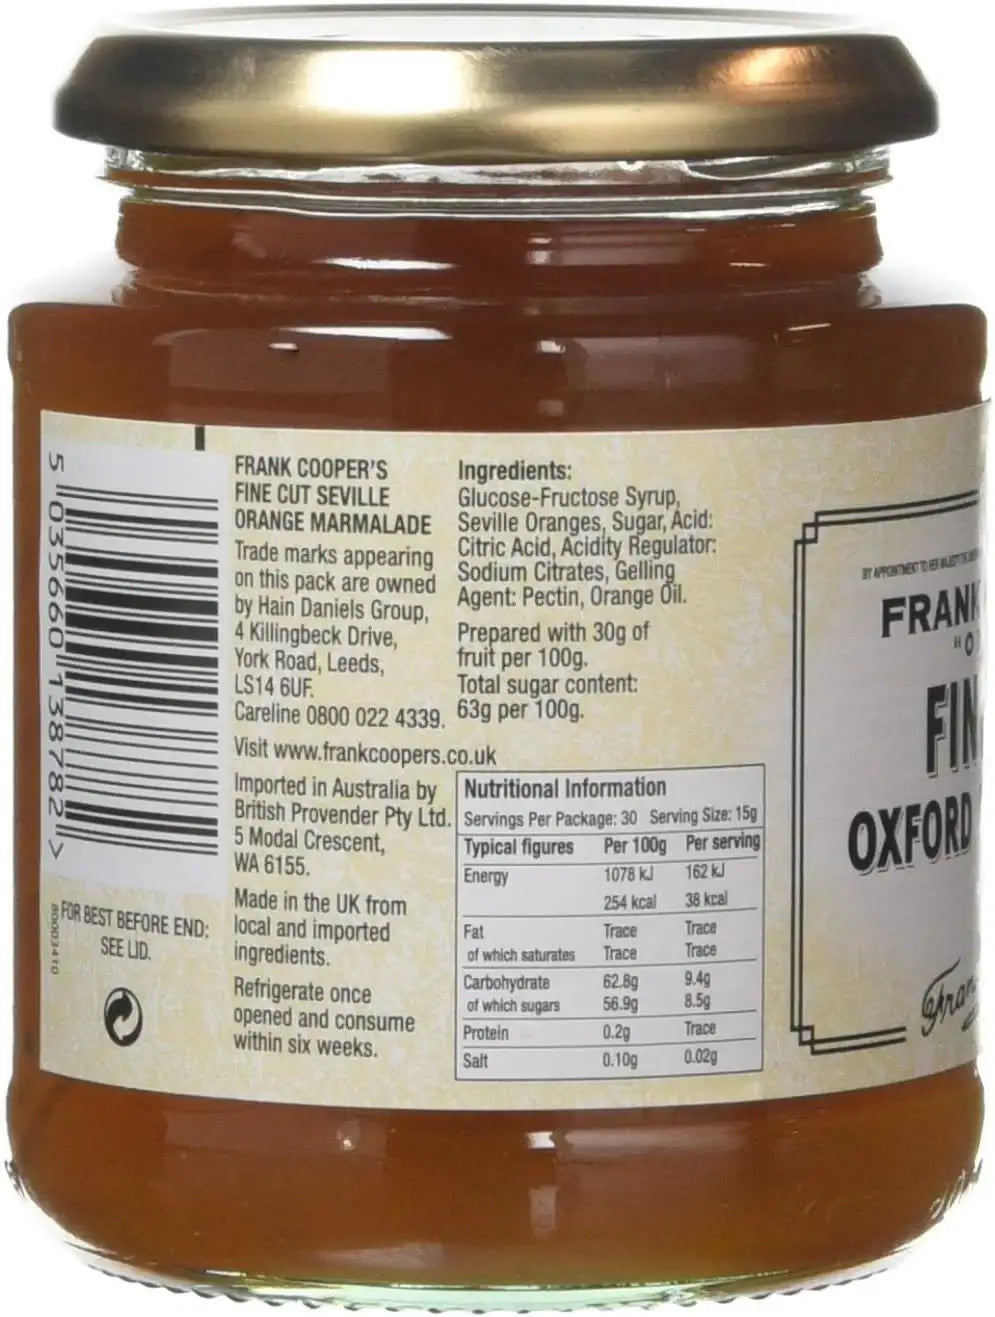 5 035660 138782 >
FOR BEST BEFORE END:
SEE LID.
80003410
FRANK COOPER'S
FINE CUT SEVILLE
ORANGE MARMALADE
Trade marks appearing
on this pack are owned
by Hain Daniels Group,
4 Killingbeck Drive,
York Road, Leeds,
LS14 6UF.
Careline 0800 022 4339.
Visit www.frankcoopers.co.uk
Imported in Australia by
British Provender Pty Ltd.
5 Modal Crescent,
WA 6155.
Made in the UK from
local and imported
ingredients.
Refrigerate once
opened and consume
within six weeks.
Ingredients:
Glucose-Fructose Syrup,
Seville Oranges, Sugar, Acid:
Citric Acid, Acidity Regulator:
Sodium Citrates, Gelling
Agent: Pectin, Orange Oil.
Prepared with 30g of
fruit per 100g.
Total sugar content:
63g per 100g.
Nutritional Information
Servings Per Package: 30 Serving Size: 15g
Typical figures Per 100g Per serving
Energy 1078 kJ 162 kJ
254 kcal 38 kcal
Fat Trace Trace
of which saturates Trace Trace
Carbohydrate 62.8g 9.4g
of which sugars 56.9g 8.5g
Protein 0.2g Trace
Salt 0.10g 0.02g
BY APPOINTMENT TO HER MAJESTY THE
FRANK
"O
FIN
OXFORD
Fran